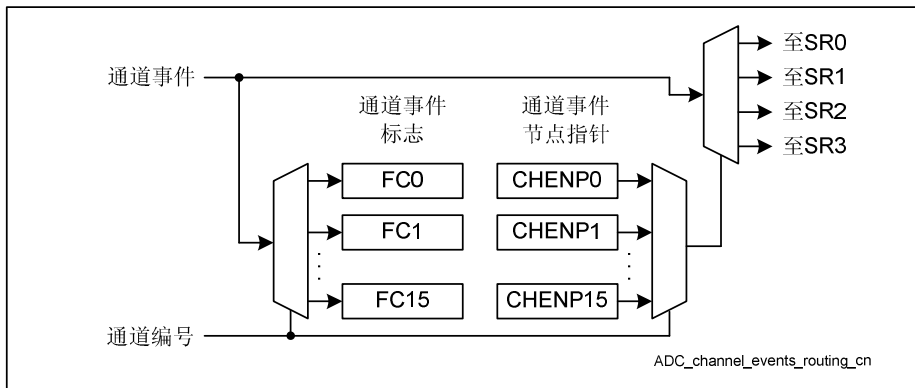 通道事件
至SR0
至SR1
至SR2
至SR3
通道事件
标志
通道事件
节点指针
FC0
CHENP0
FC1
CHENP1
FC15
CHENP15
通道编号
ADC_channel_events_routing_cn